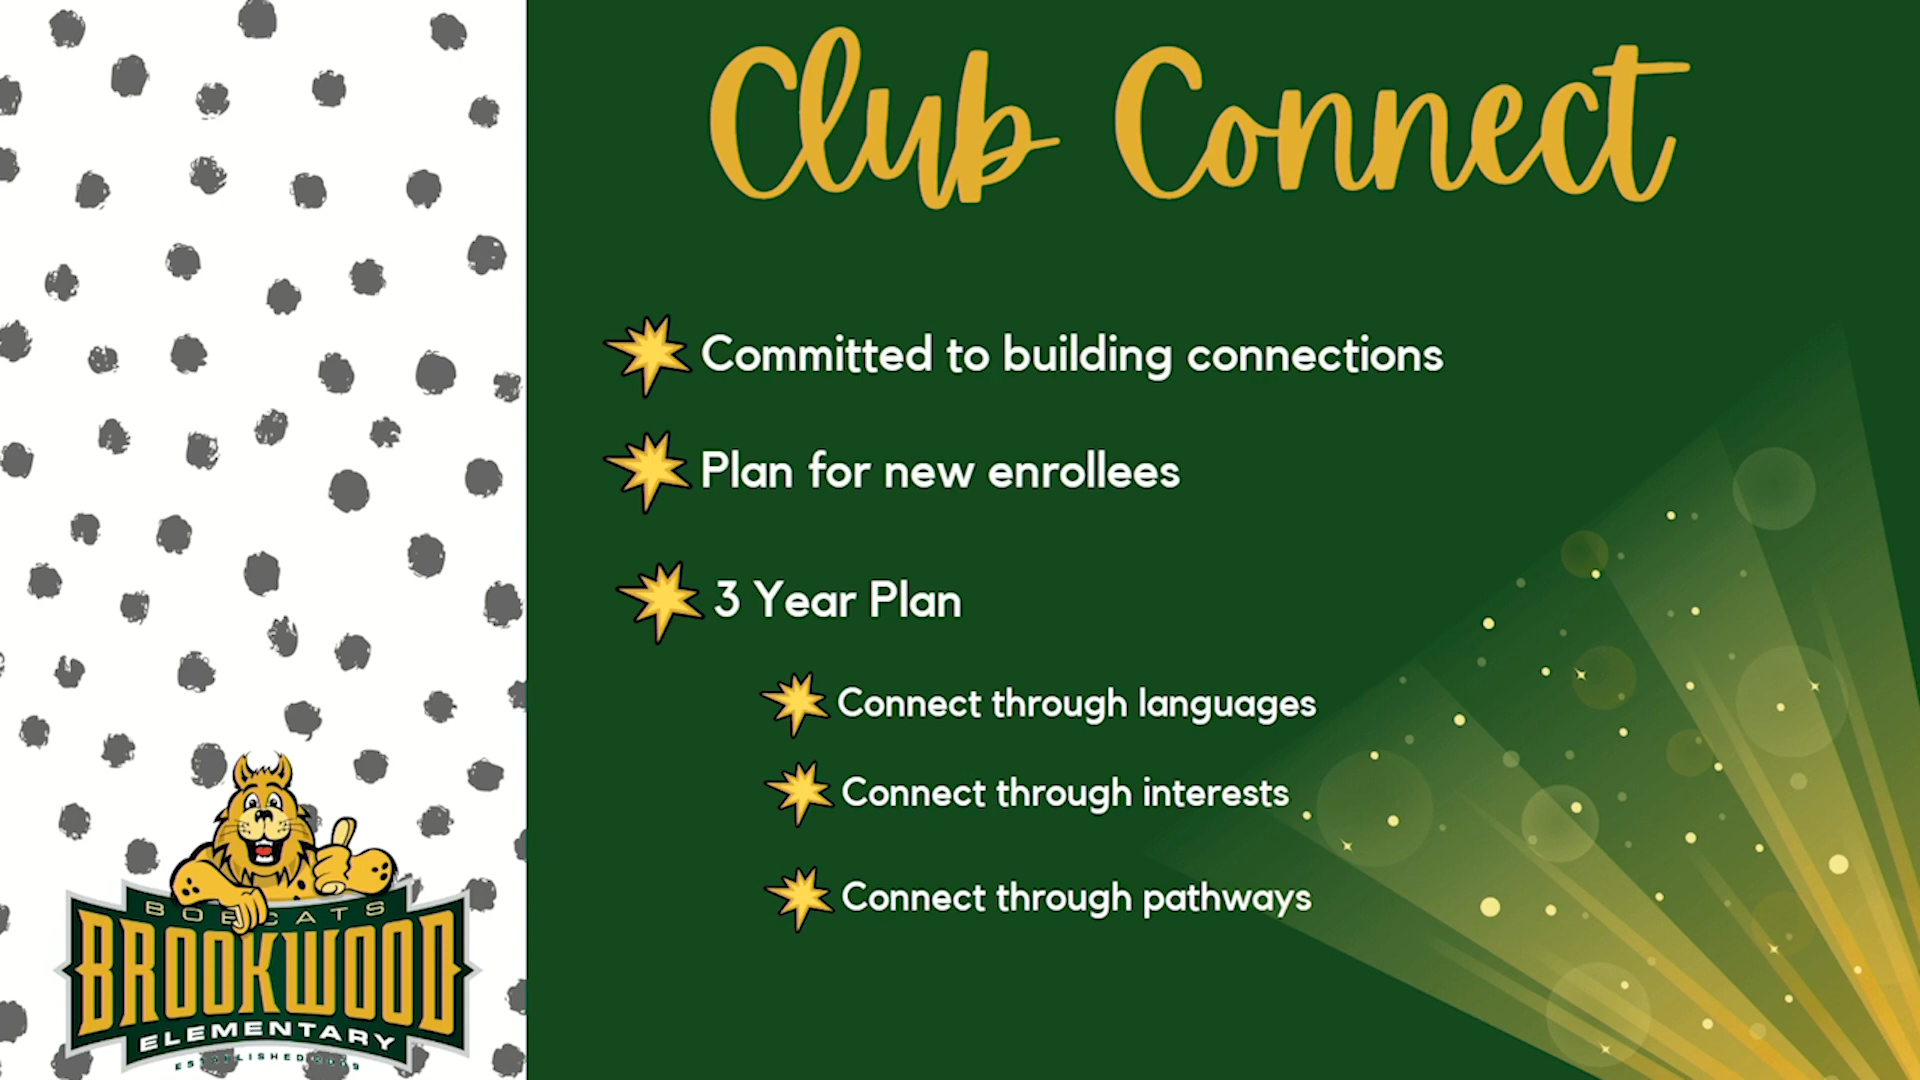 Club Connect
Committed to building connections
Plan for new enrollees
3 Year Plan
Connect through languages
Connect through interests
Connect through pathways
BOBCATS
BROOKWOOD
ELEMENTARY
ESTABLISHED